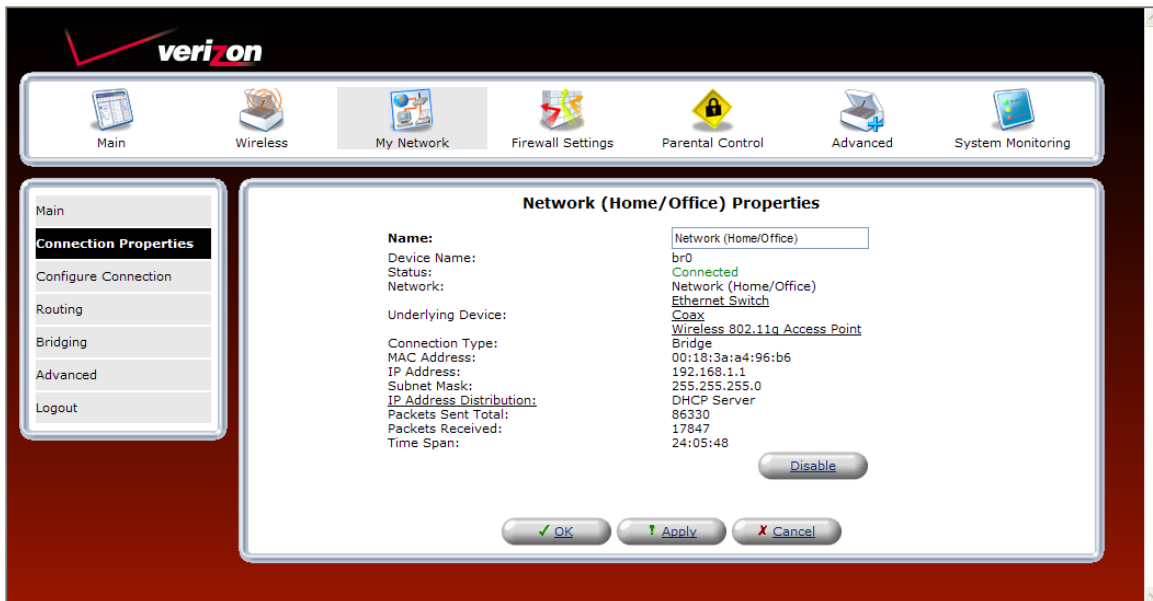 verizon
Main
Wireless
My Network
Firewall Settings
Parental Control
Advanced
System Monitoring
Main
Connection Properties
Configure Connection
Routing
Bridging
Advanced
Logout
Network (Home/Office) Properties
Name: Network (Home/Office)
Device Name: br0
Status: Connected
Network: Network (Home/Office)
Ethernet Switch
Underlying Device: Coax
Wireless 802.11g Access Point
Connection Type: Bridge
MAC Address: 00:18:3a:a4:96:b6
IP Address: 192.168.1.1
Subnet Mask: 255.255.255.0
IP Address Distribution: DHCP Server
Packets Sent Total: 86330
Packets Received: 17847
Time Span: 24:05:48
Disable
OK
Apply
Cancel